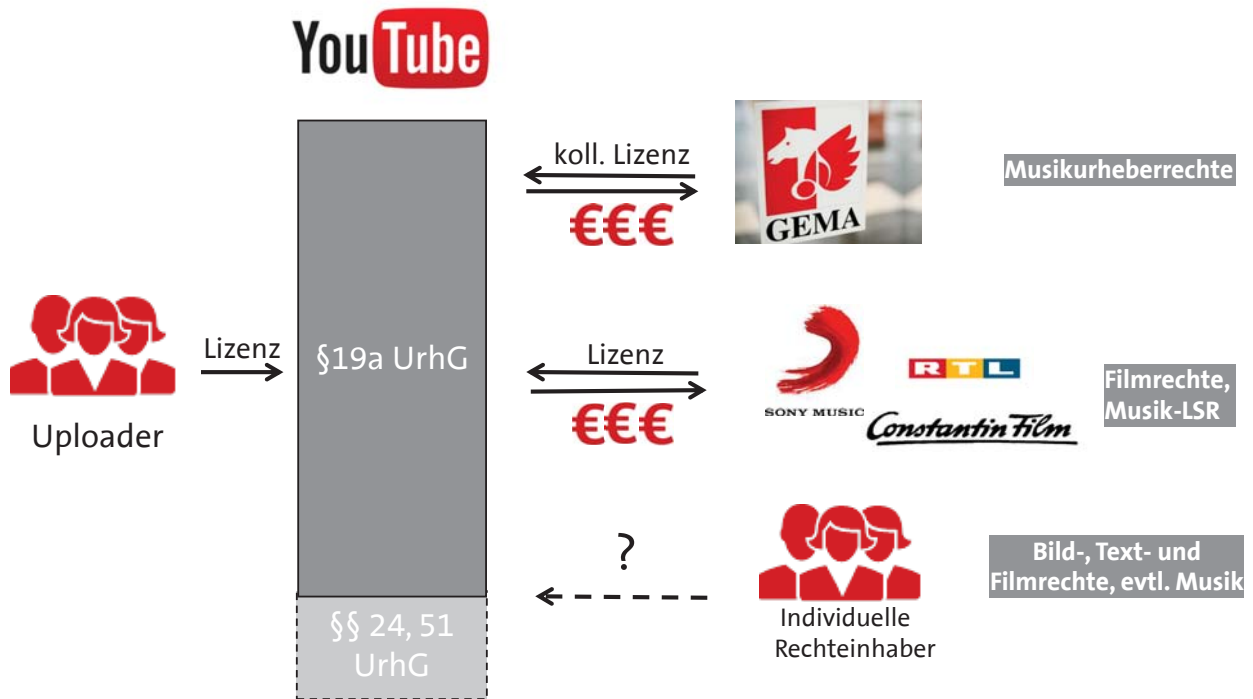 YouTube
koll. Lizenz
€€€
GEMA
Musikurheberrechte
Uploader
Lizenz
§19a UrhG
Lizenz
€€€
SONY MUSIC
RTL
Constantin Film
Filmrechte,
Musik-LSR
?
Individuelle
Rechteinhaber
Bild-, Text- und
Filmrechte, evtl. Musik
§§ 24, 51
UrhG